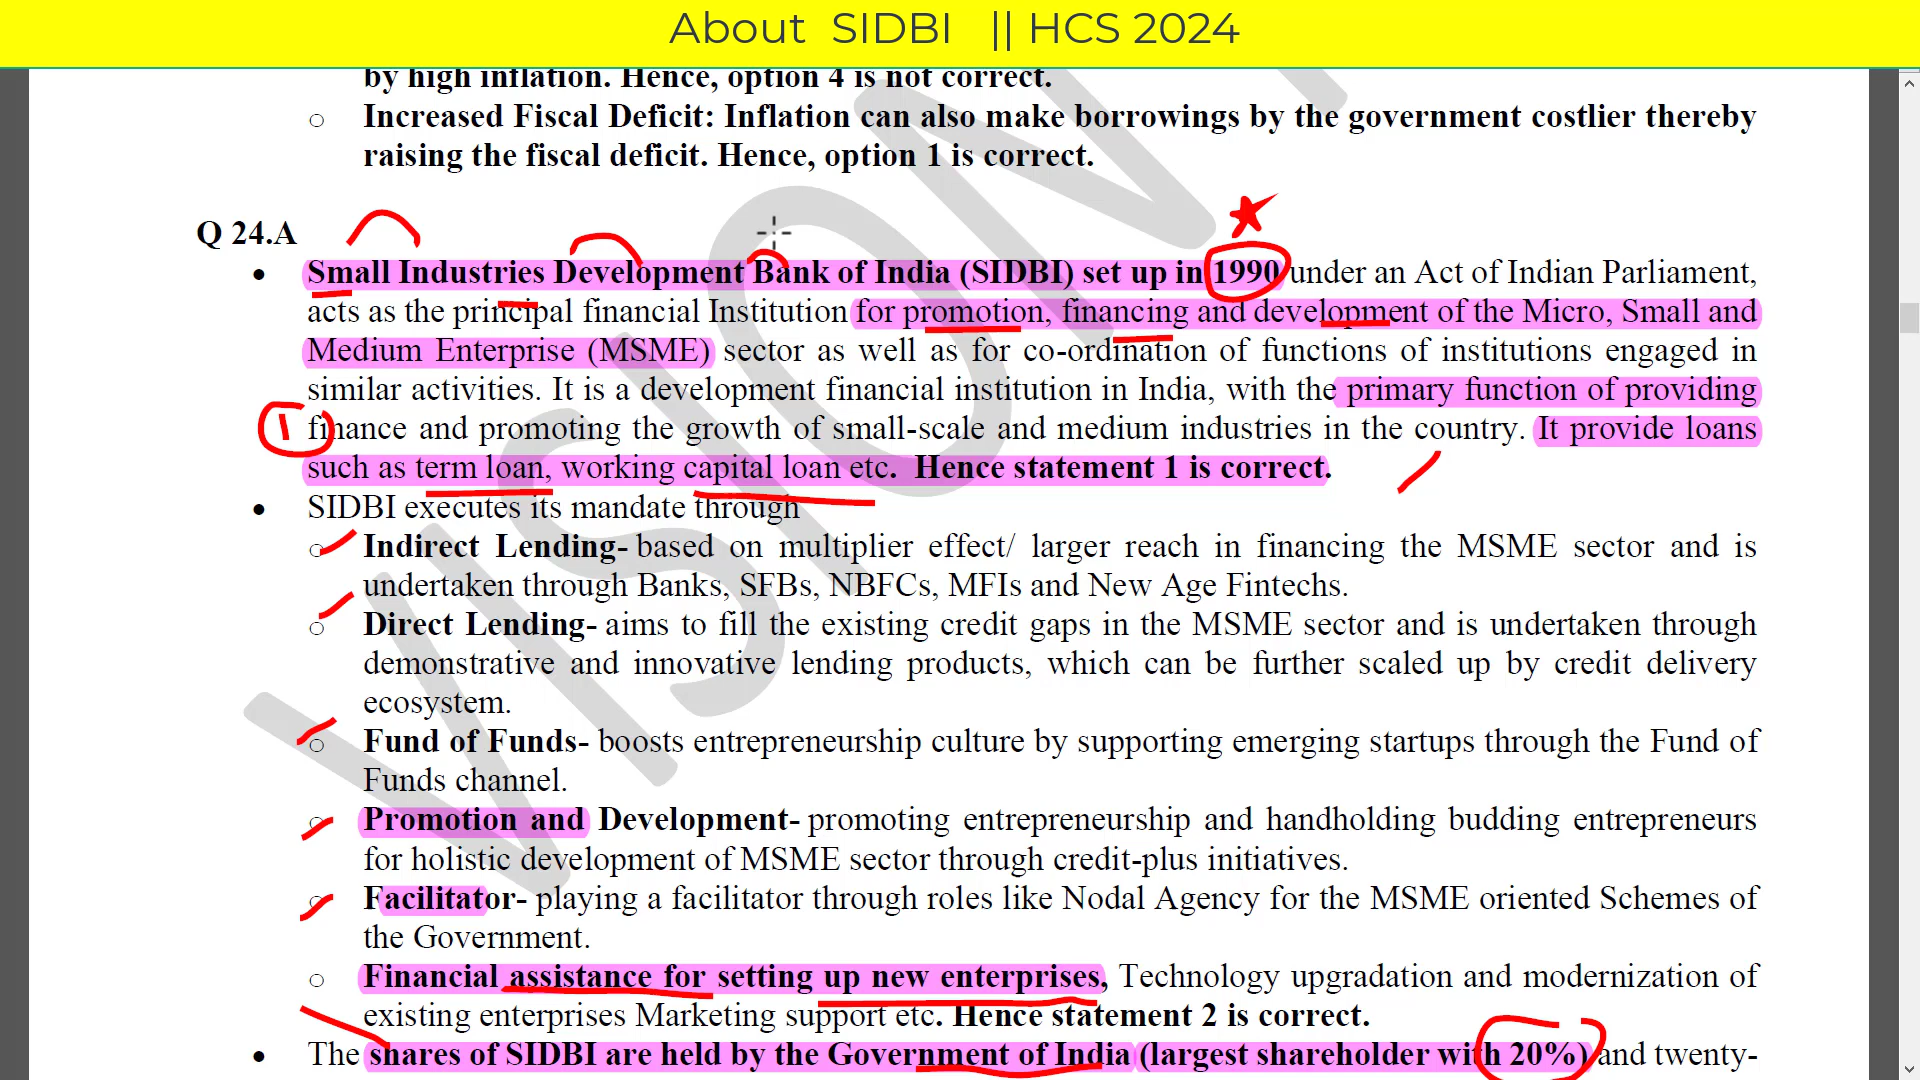 About SIDBI || HCS 2024
by high inflation. Hence, option 4 is not correct.
○ Increased Fiscal Deficit: Inflation can also make borrowings by the government costlier thereby
raising the fiscal deficit. Hence, option 1 is correct.
Q 24.A
• Small Industries Development Bank of India (SIDBI) set up in 1990 under an Act of Indian Parliament,
acts as the principal financial Institution for promotion, financing and development of the Micro, Small and
Medium Enterprise (MSME) sector as well as for co-ordination of functions of institutions engaged in
similar activities. It is a development financial institution in India, with the primary function of providing
1 finance and promoting the growth of small-scale and medium industries in the country. It provide loans
such as term loan, working capital loan etc. Hence statement 1 is correct.
• SIDBI executes its mandate through
○ Indirect Lending- based on multiplier effect/ larger reach in financing the MSME sector and is
undertaken through Banks, SFBs, NBFCs, MFIs and New Age Fintechs.
○ Direct Lending- aims to fill the existing credit gaps in the MSME sector and is undertaken through
demonstrative and innovative lending products, which can be further scaled up by credit delivery
ecosystem.
○ Fund of Funds- boosts entrepreneurship culture by supporting emerging startups through the Fund of
Funds channel.
○ Promotion and Development- promoting entrepreneurship and handholding budding entrepreneurs
for holistic development of MSME sector through credit-plus initiatives.
○ Facilitator- playing a facilitator through roles like Nodal Agency for the MSME oriented Schemes of
the Government.
○ Financial assistance for setting up new enterprises, Technology upgradation and modernization of
existing enterprises Marketing support etc. Hence statement 2 is correct.
• The shares of SIDBI are held by the Government of India (largest shareholder with 20%) and twenty-
VISION